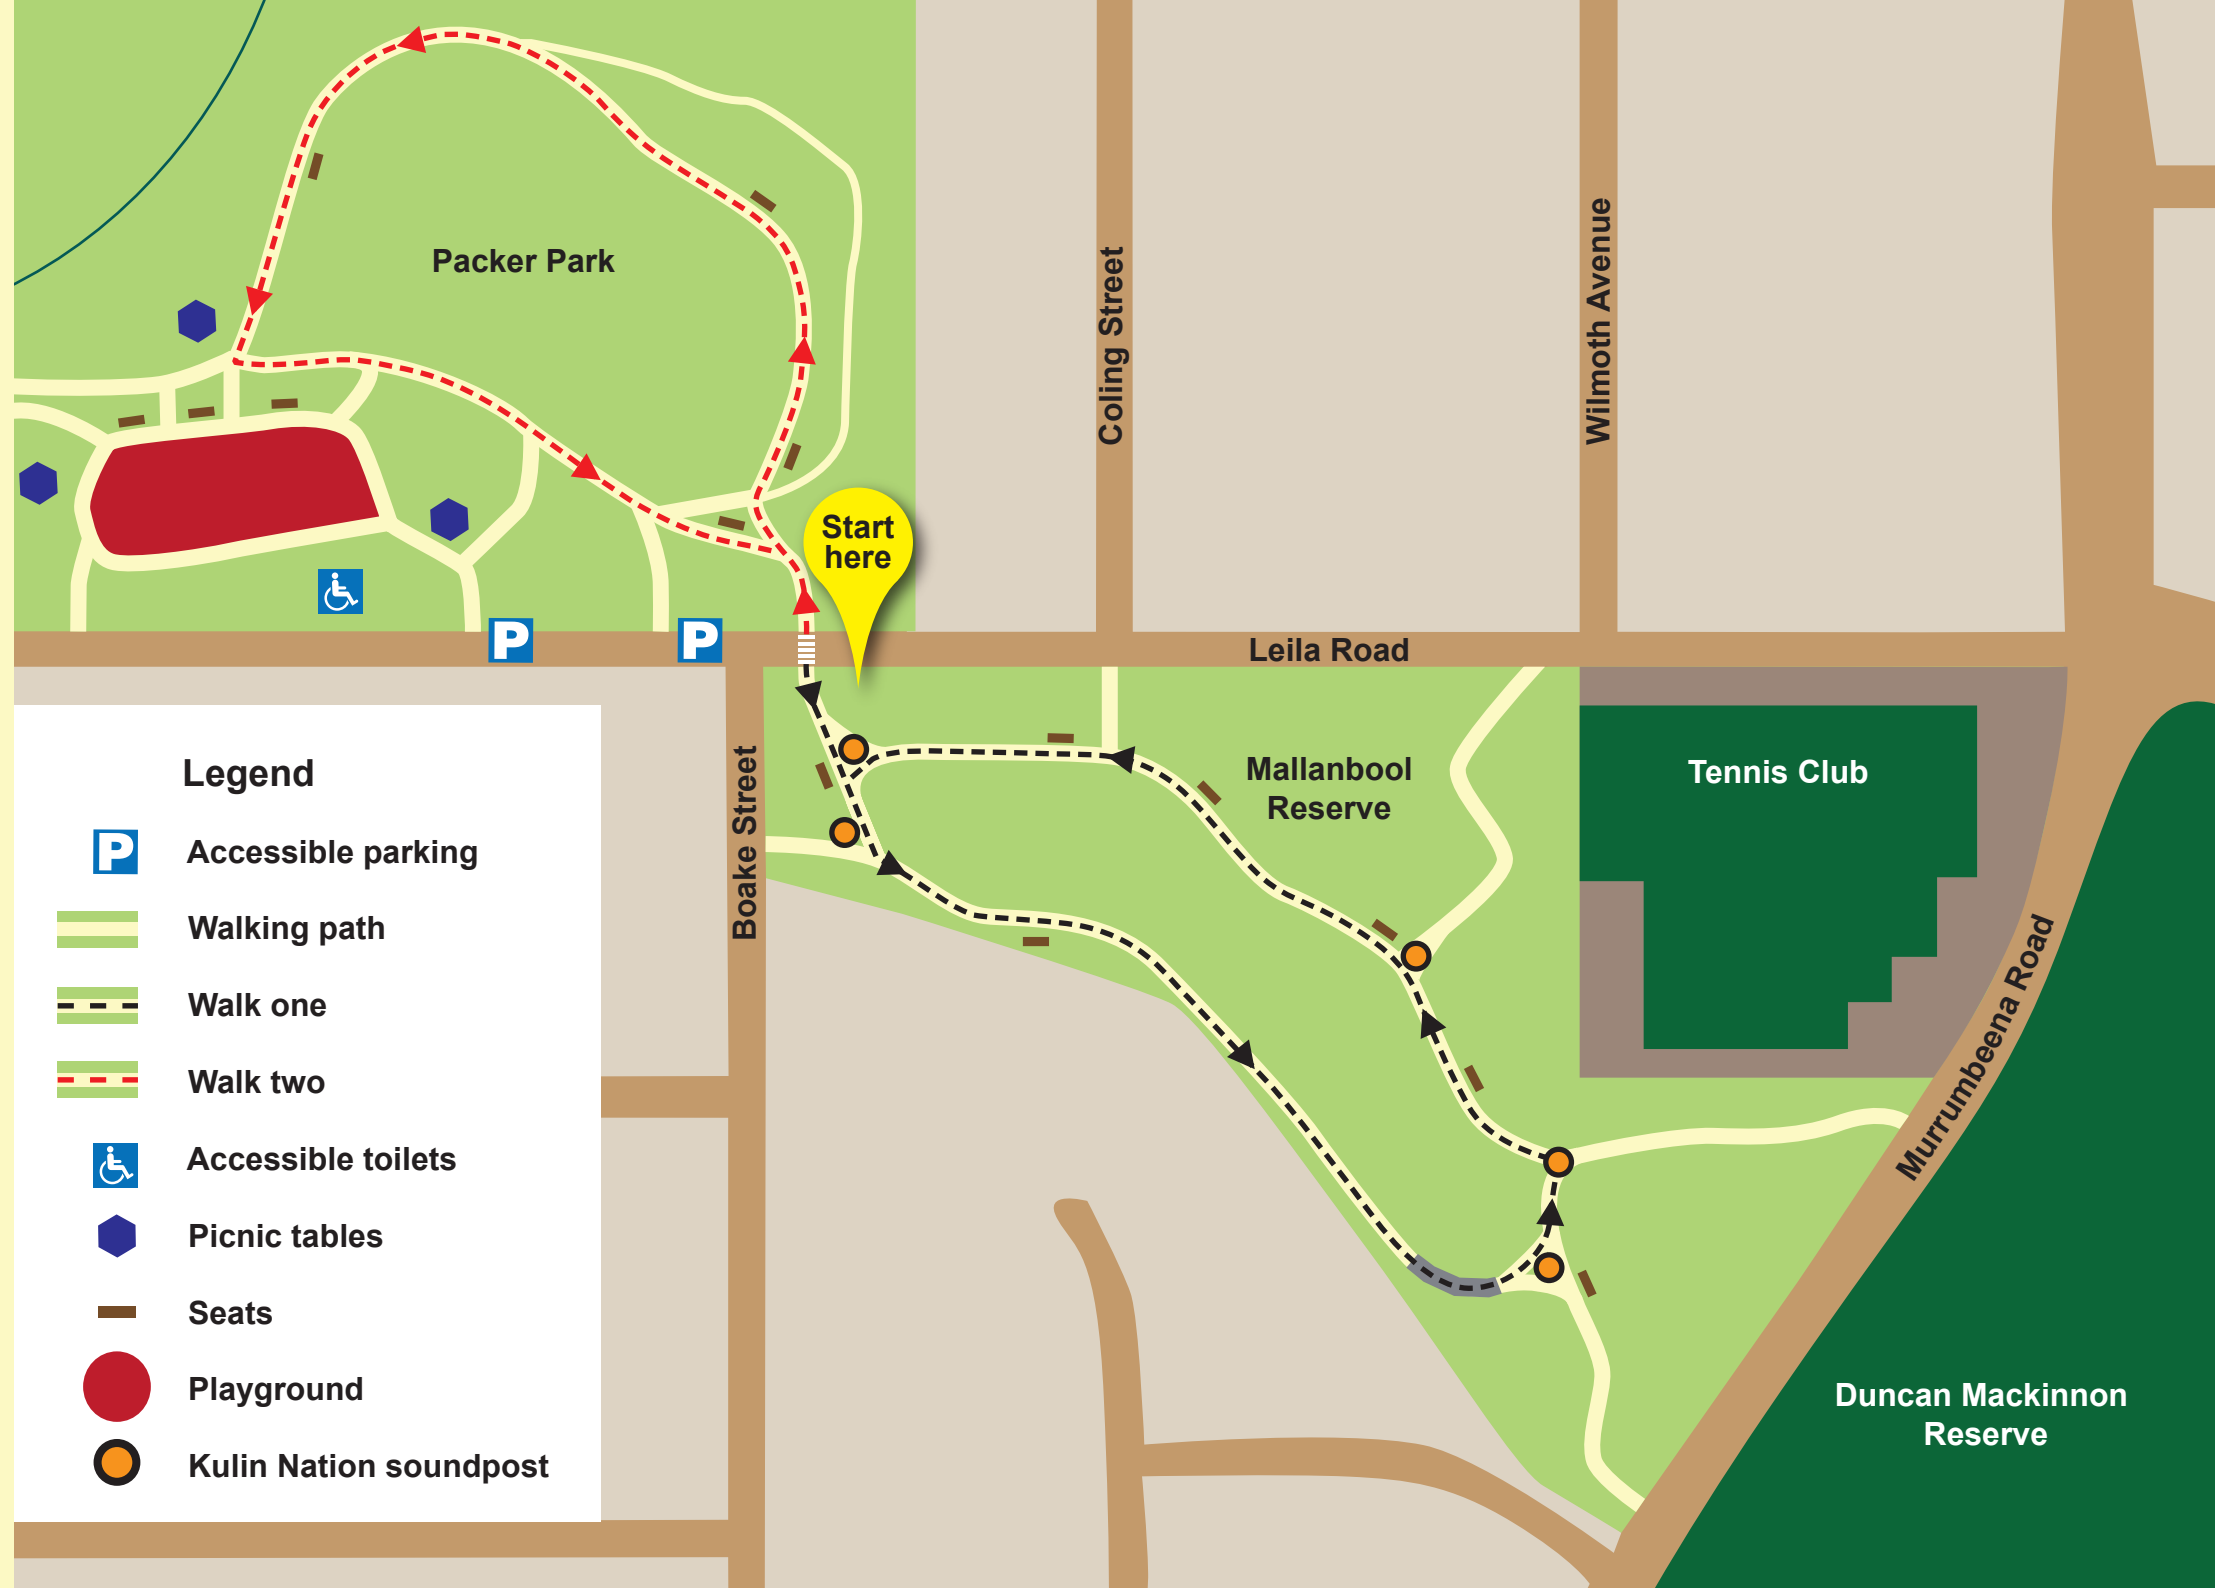 Packer Park
Start
here
Coling Street
Wilmoth Avenue
P
P
Leila Road
Boake Street
Mallanbool
Reserve
Tennis Club
Murrumbeena Road
Duncan Mackinnon
Reserve
Legend
P Accessible parking
Walking path
Walk one
Walk two
Accessible toilets
Picnic tables
Seats
Playground
Kulin Nation soundpost